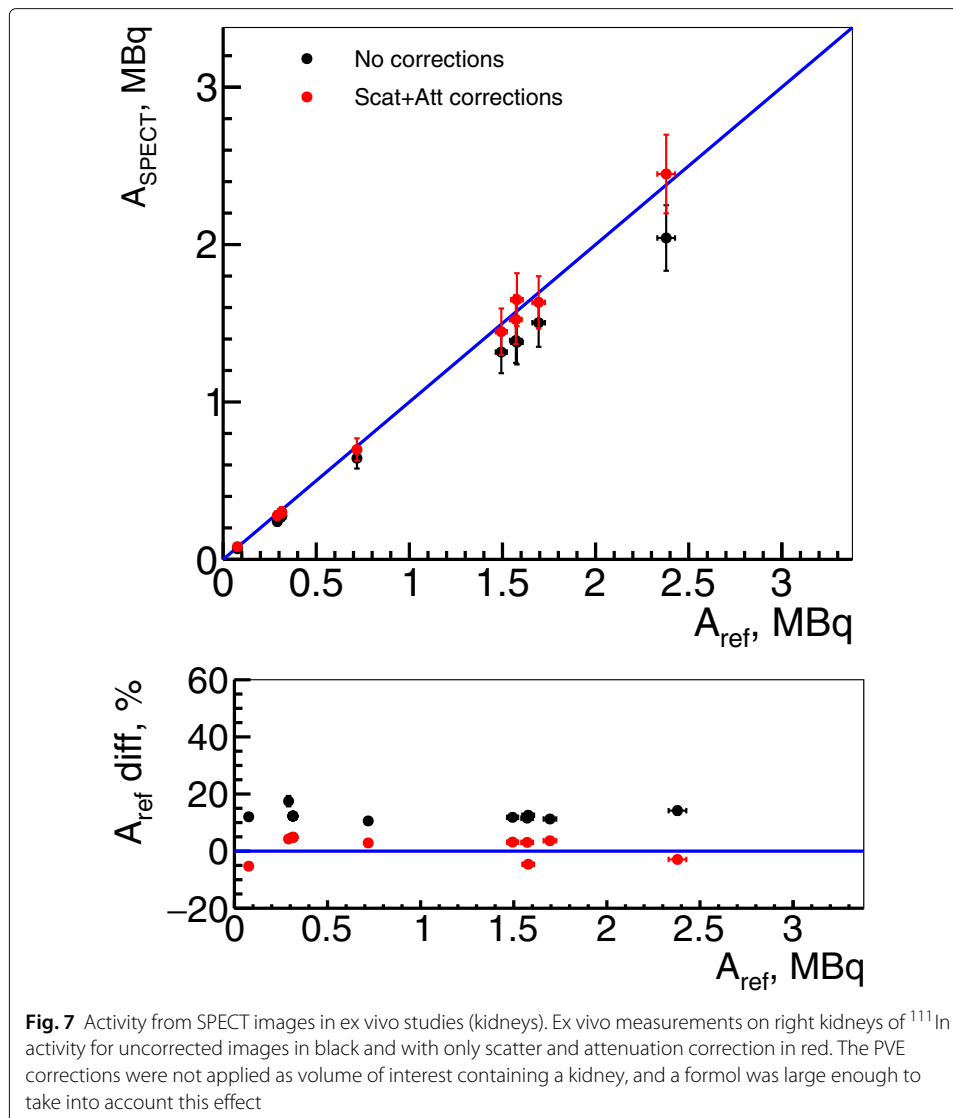 A_SPECT, MBq
3
2
1
0
No corrections
Scat+Att corrections
0 0.5 1 1.5 2 2.5 3
A_ref, MBq
A_ref diff, %
60
40
20
0
−20
0 0.5 1 1.5 2 2.5 3
A_ref, MBq
Fig. 7 Activity from SPECT images in ex vivo studies (kidneys). Ex vivo measurements on right kidneys of ¹¹¹In
activity for uncorrected images in black and with only scatter and attenuation correction in red. The PVE
corrections were not applied as volume of interest containing a kidney, and a formol was large enough to
take into account this effect